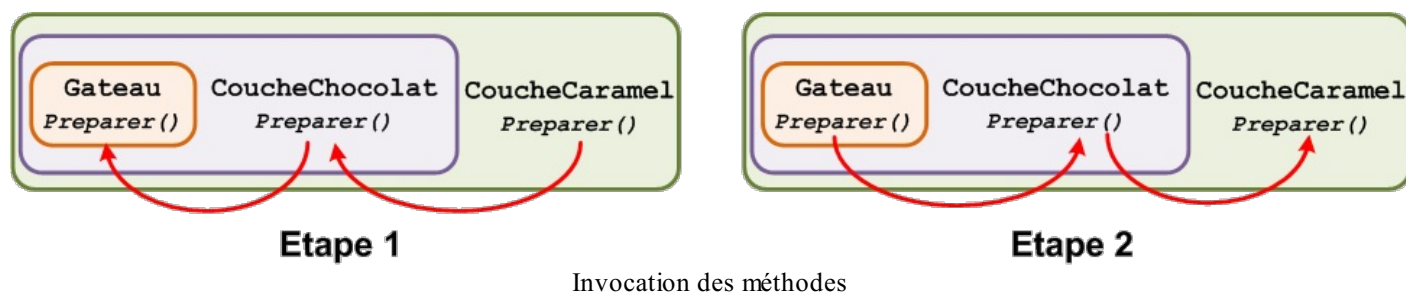 Gateau CoucheChocolat CoucheCaramel
Preparer() Preparer() Preparer()
Etape 1
Gateau CoucheChocolat CoucheCaramel
Preparer() Preparer() Preparer()
Etape 2
Invocation des méthodes